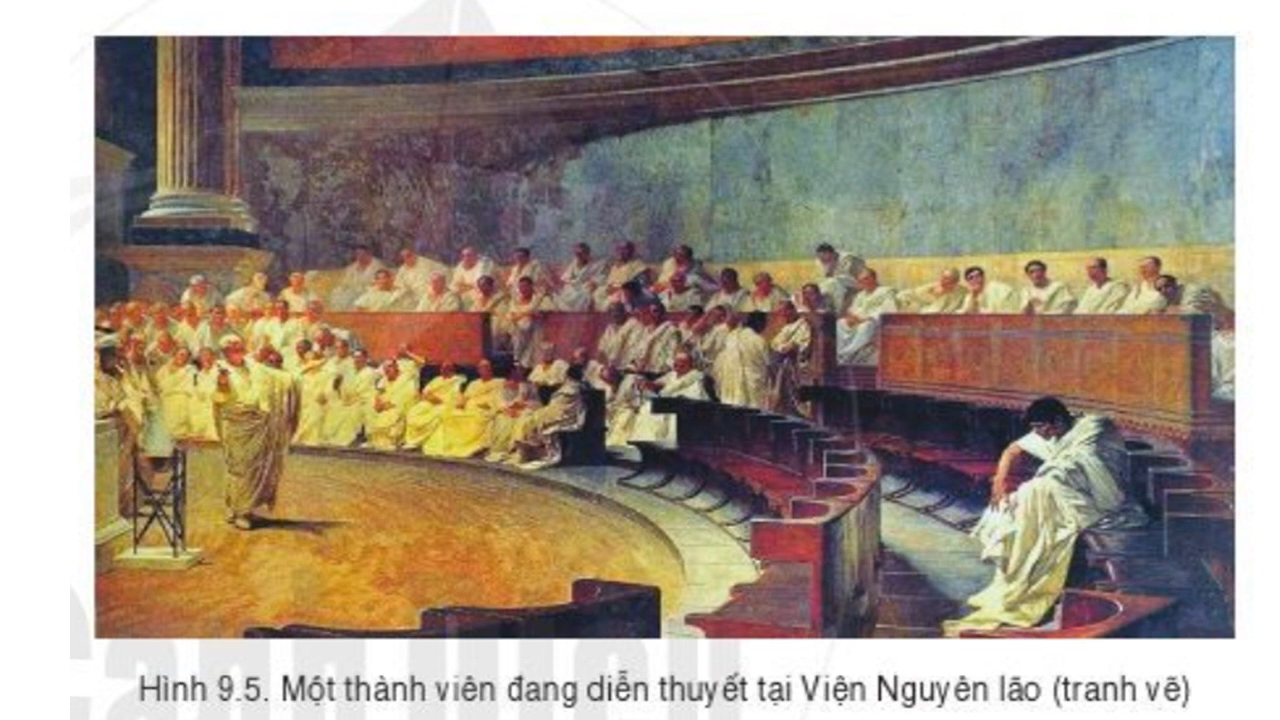 Hình 9.5. Một thành viên đang diễn thuyết tại Viện Nguyên lão (tranh vẽ)